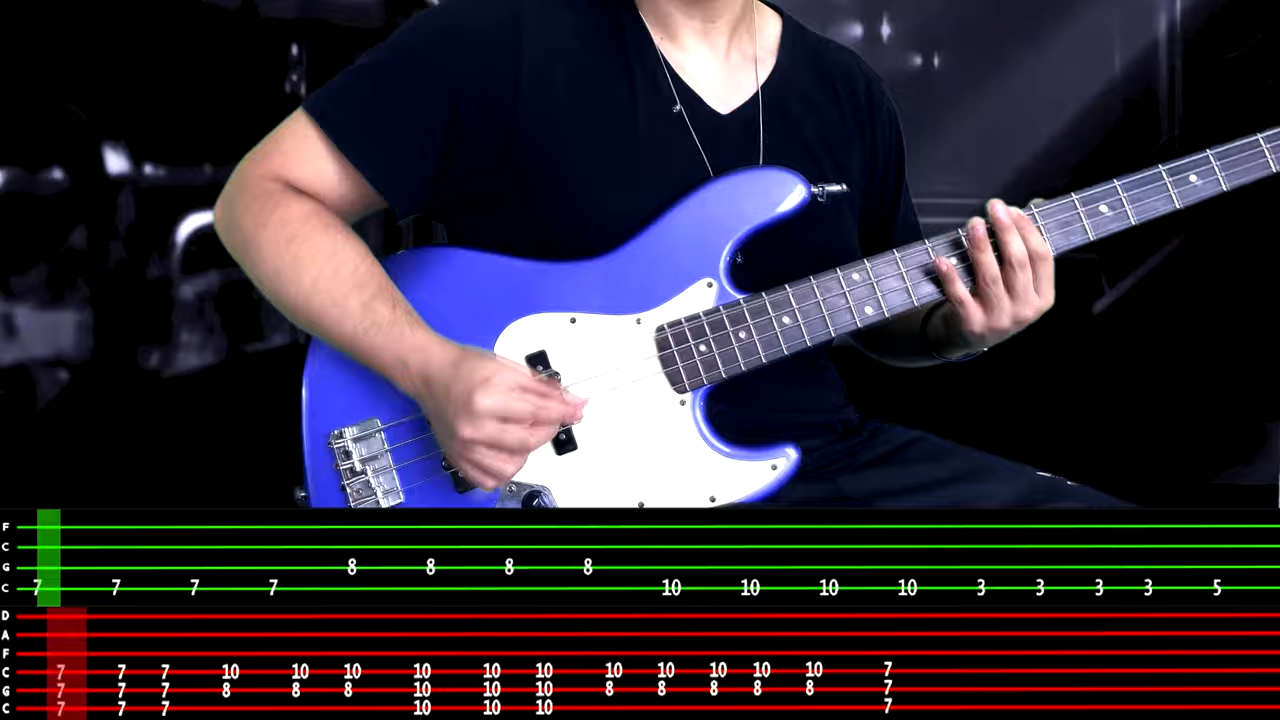 F
C
G 8 8 8 8
C 7 7 7 7 10 10 10 10 3 3 3 3 5
D
A
F
C 7 7 7 10 10 10 10 10 10 10 10 10 10 10 7
G 7 7 7 8 8 8 10 10 10 8 8 8 8 8 7
C 7 7 7 10 10 10 7